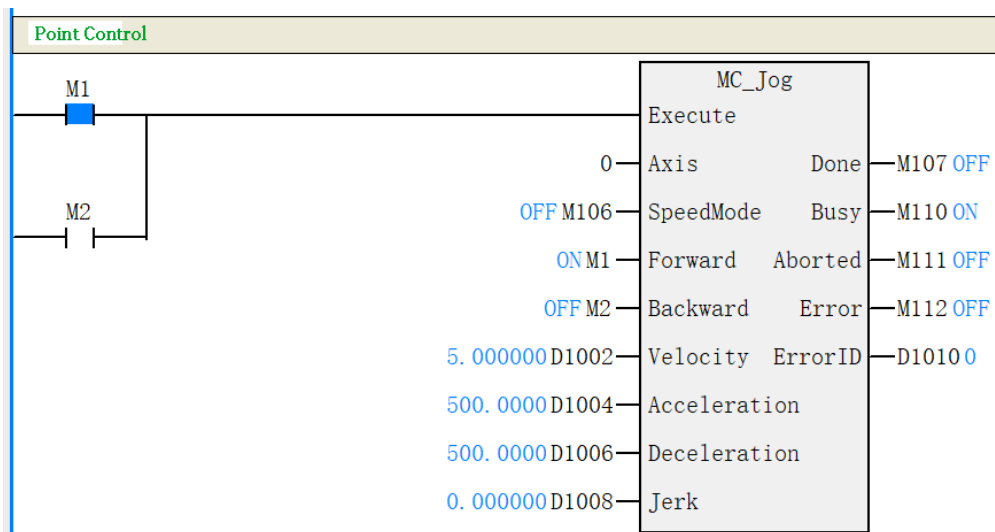 Point Control
MC_Jog
M1
Execute
0 Axis Done M107 OFF
M2
OFF M106 SpeedMode Busy M110 ON
ON M1 Forward Aborted M111 OFF
OFF M2 Backward Error M112 OFF
5.000000 D1002 Velocity ErrorID D1010 0
500.0000 D1004 Acceleration
500.0000 D1006 Deceleration
0.000000 D1008 Jerk